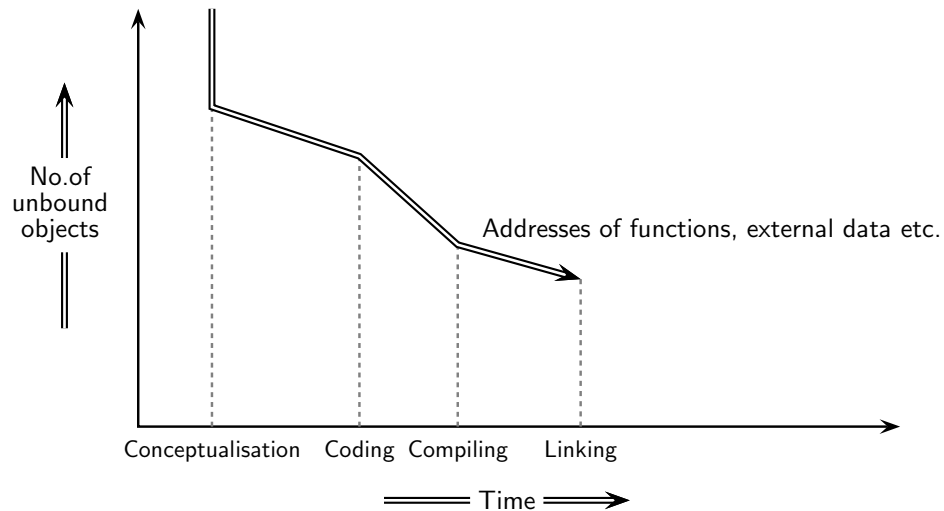 No.of
unbound
objects
Addresses of functions, external data etc.
Conceptualisation Coding Compiling Linking
Time